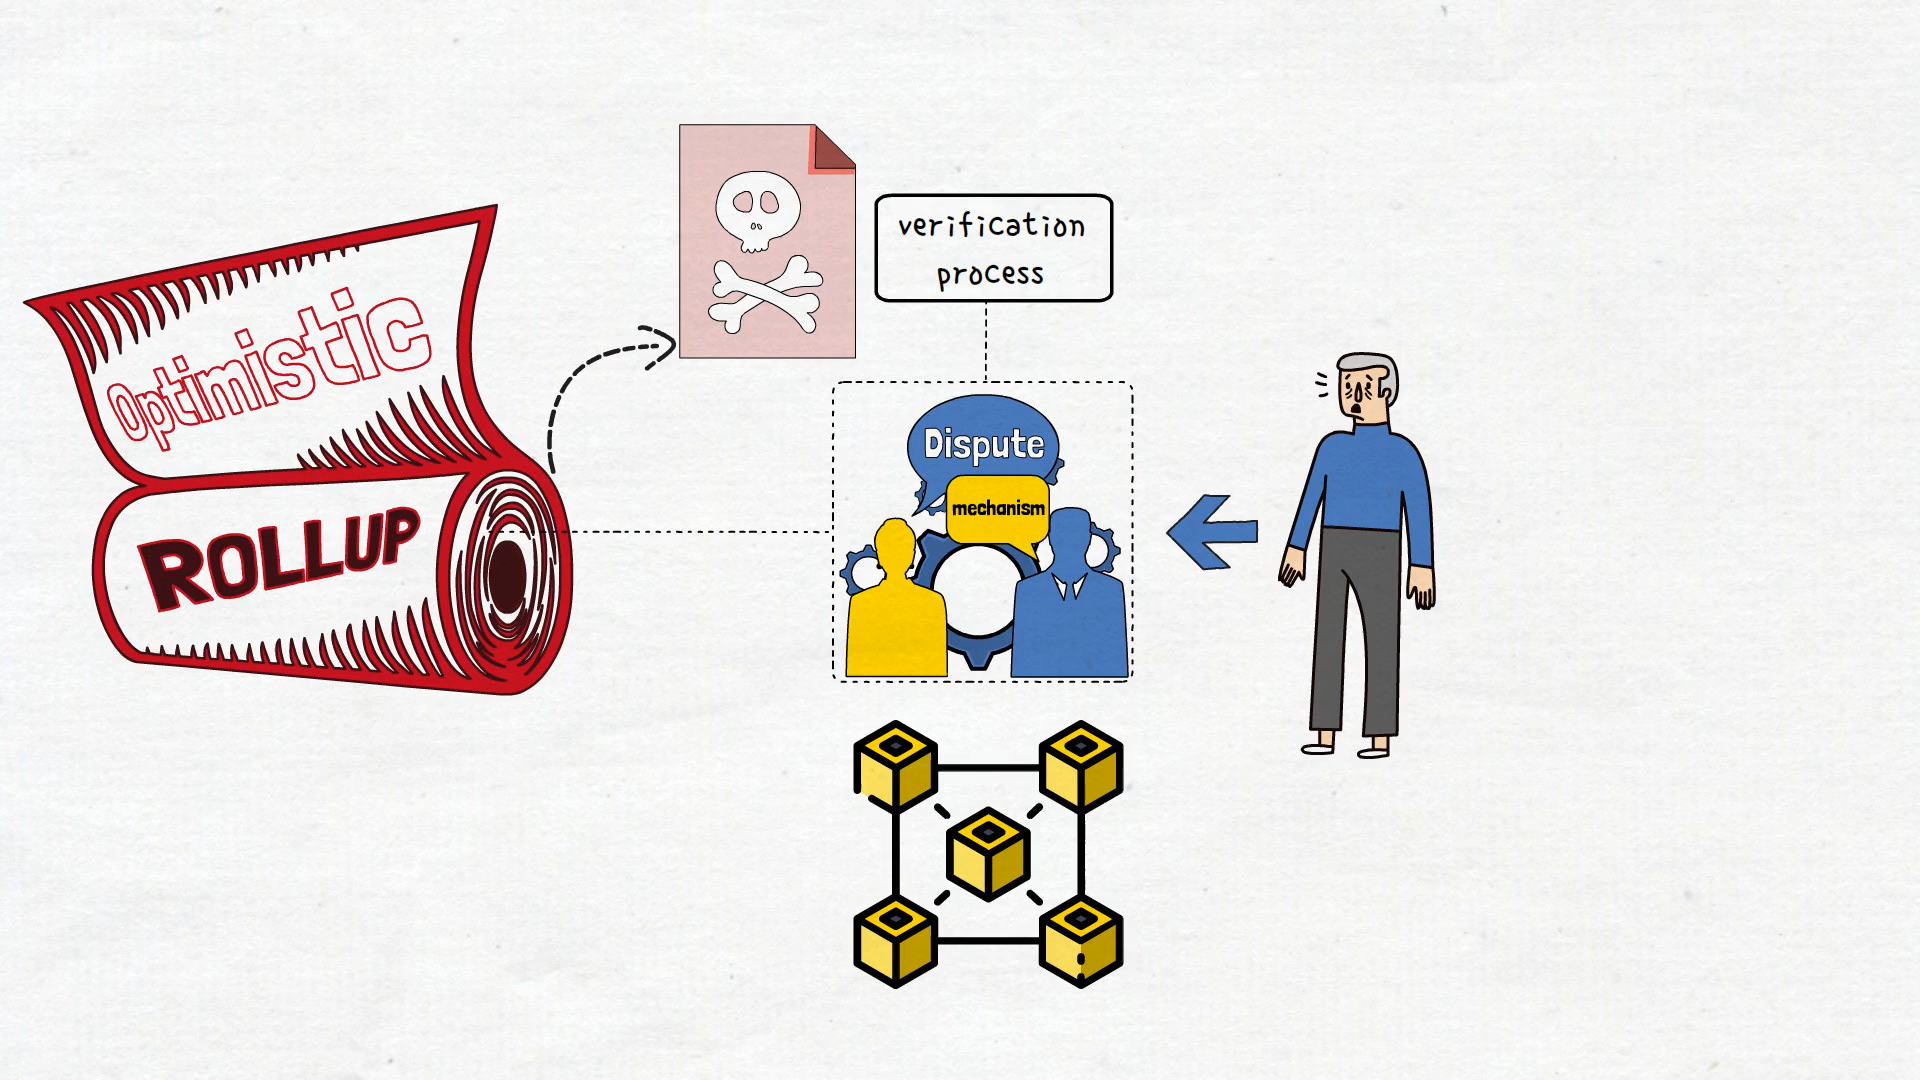 Optimistic
ROLLUP
verification
process
Dispute
mechanism